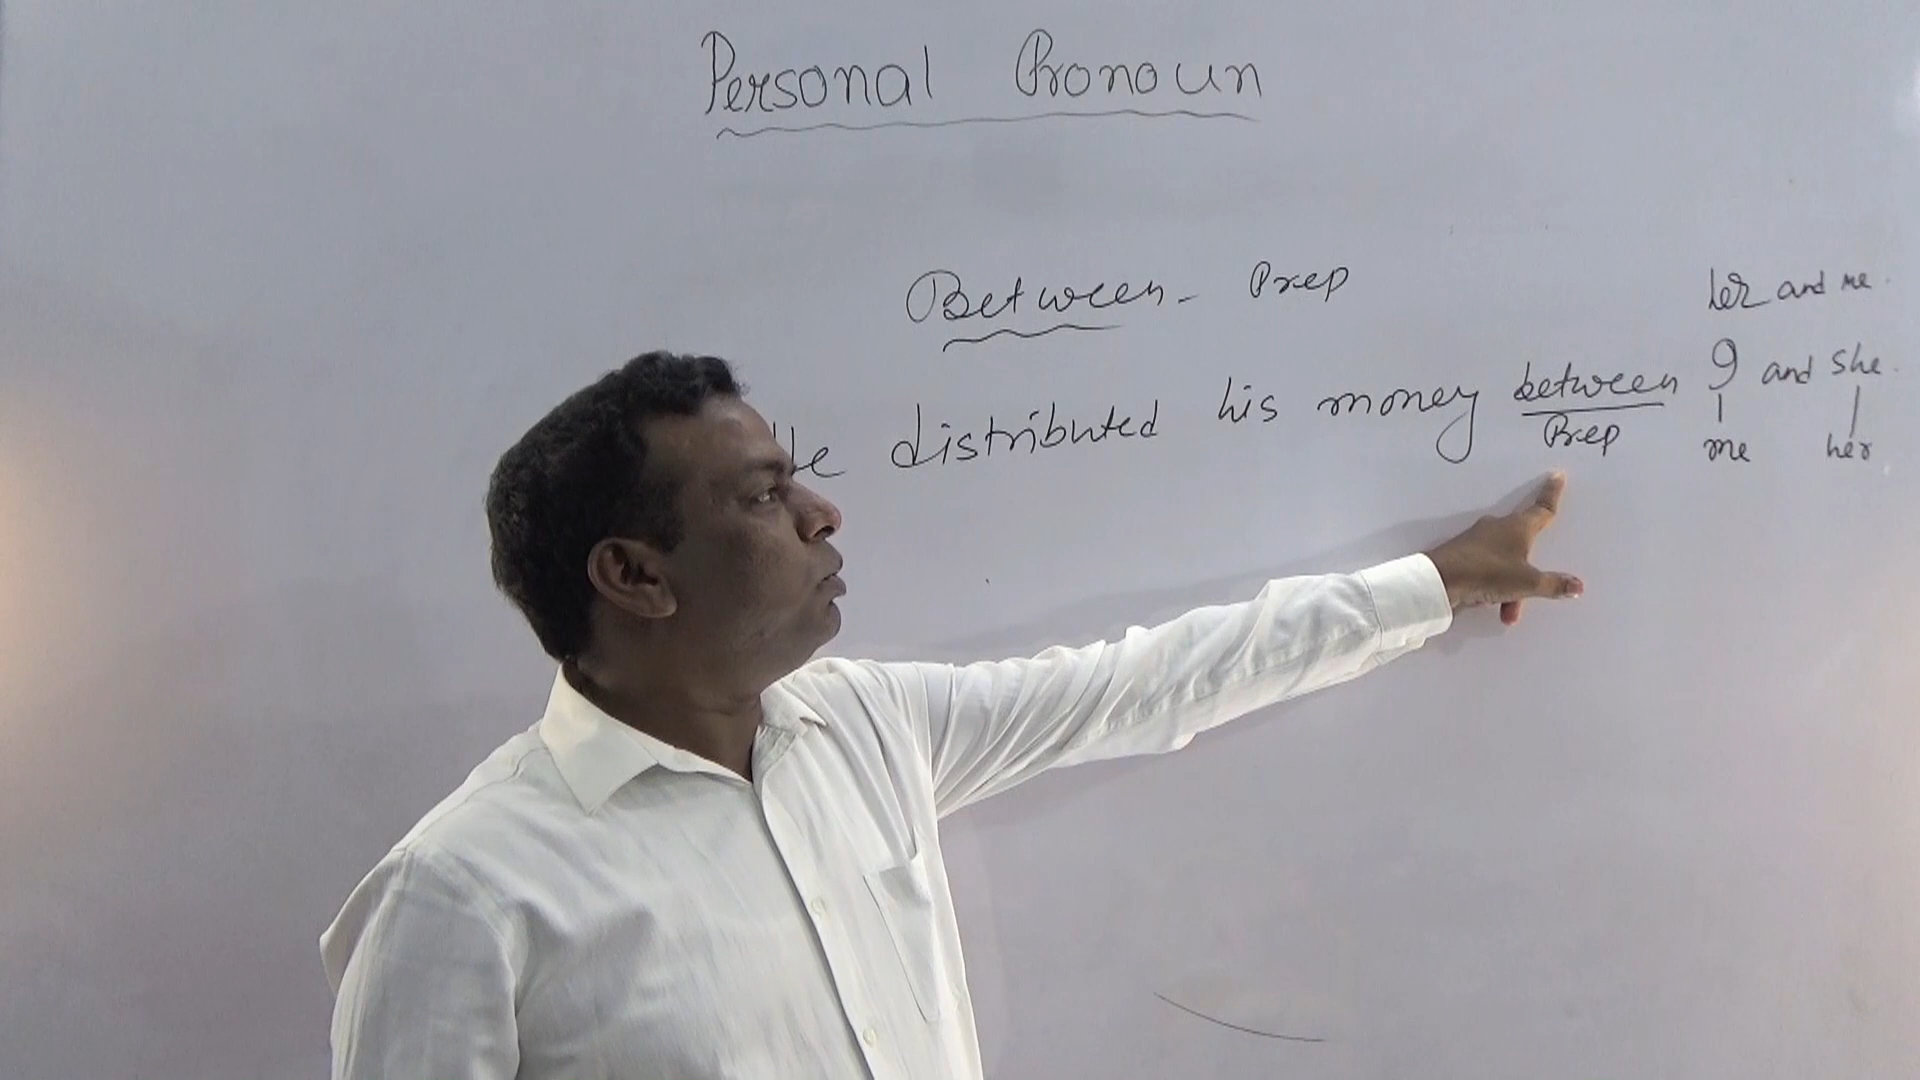 Personal Pronoun
Between - Prep
her and me.
He distributed his money between I and she.
Prep me her